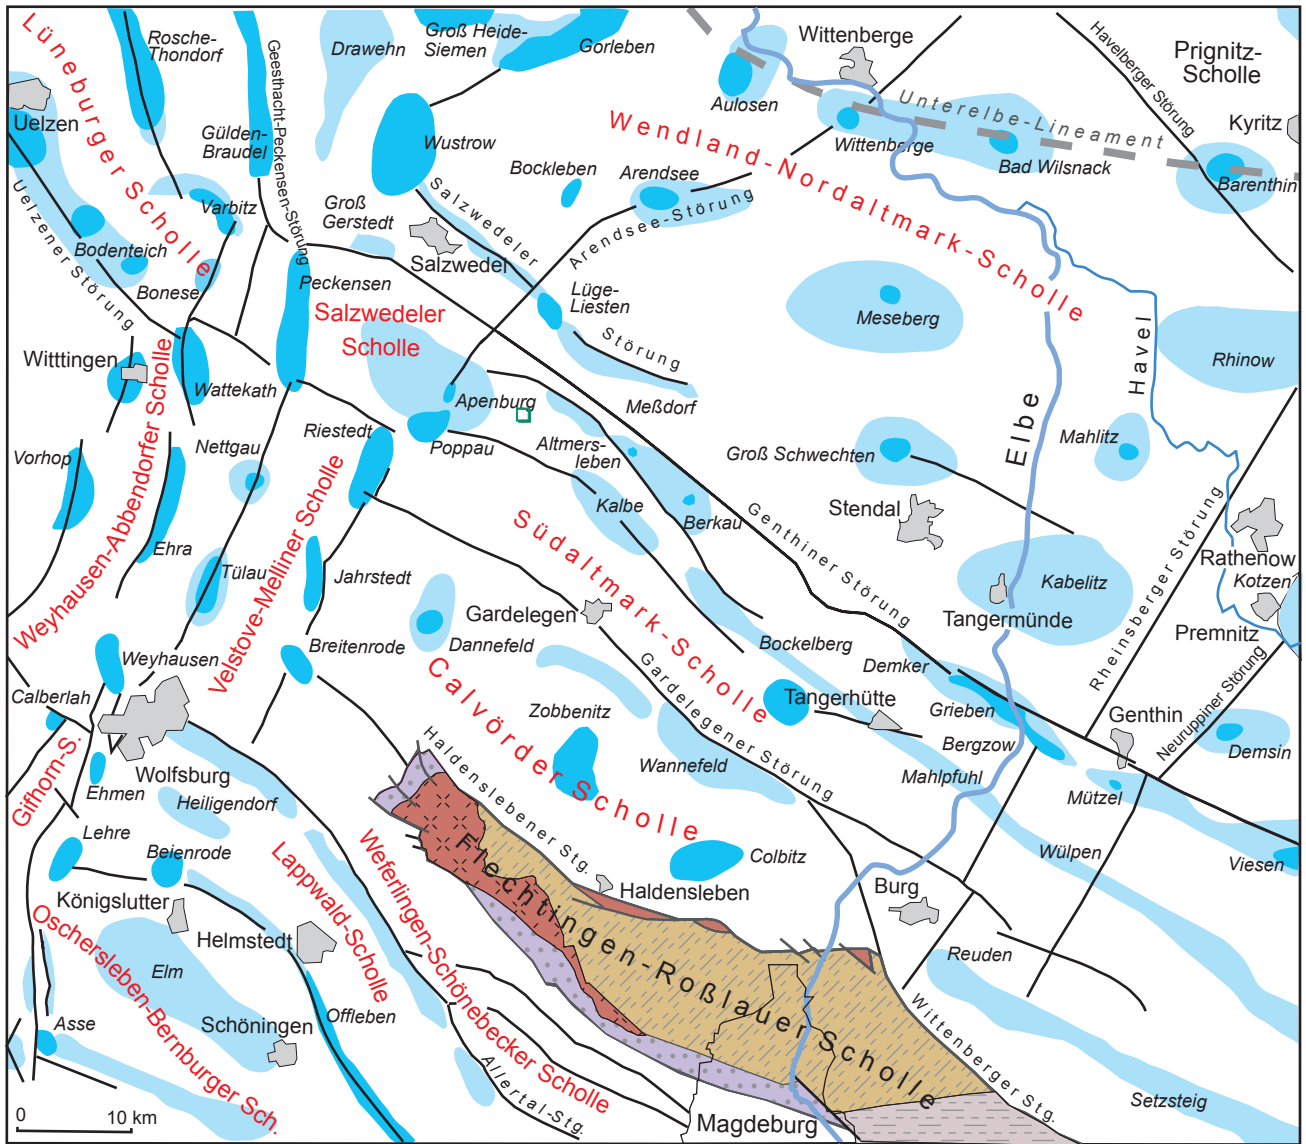 Lüneburger Scholle
Rosche-
Thondorf
Geesthacht-Peckensen-Störung
Drawehn
Groß Heide-
Siemen
Gorleben
Wittenberge
Havelberger Störung
Prignitz-
Scholle
Uelzen
Gülden-
Braudel
Wustrow
Aulosen
Unterelbe-Lineament
Kyritz
Wendland-Nordaltmark-Scholle
Wittenberge
Bad Wilsnack
Barenthin
Uelzener Störung
Varbitz
Groß
Gerstedt
Bockleben
Arendsee
Arendsee-Störung
Salzwedeler
Störung
Bodenteich
Bonese
Salzwedel
Peckensen
Lüge-
Liesten
Salzwedeler
Scholle
Meseberg
Havel
Rhinow
Witttingen
Wattekath
Apenburg
Meßdorf
Elbe
Mahlitz
Vorhop
Nettgau
Riestedt
Poppau
Altmers-
leben
Groß Schwechten
Weyhausen-Abbendorfer Scholle
Kalbe
Berkau
Genthiner Störung
Stendal
Rheinsberger Störung
Rathenow
Kotzen
Ehra
Tülau
Velstove-Melliner Scholle
Jahrstedt
Südaltmark-Scholle
Kabelitz
Gardelegen
Tangermünde
Premnitz
Breitenrode
Dannefeld
Bockelberg
Demker
Neuruppiner Störung
Weyhausen
Calvörder Scholle
Gardelegener Störung
Tangerhütte
Calberlah
Zobbenitz
Grieben
Genthin
Gifhorn-S.
Haldenslebener Stg.
Bergzow
Demsin
Wolfsburg
Wannefeld
Mahlpfuhl
Ehmen
Heiligendorf
Mützel
Lehre
Beienrode
Weferlingen-Schönebecker Scholle
Flechtingen-Roßlauer Scholle
Colbitz
Wülpen
Viesen
Lappwald-Scholle
Königslutter
Haldensleben
Burg
Oschersleben-Bernburger Sch.
Helmstedt
Reuden
Elm
Asse
Schöningen
Offleben
Wittenberger Stg.
Allertal-Stg.
Setzsteig
0 10 km
Magdeburg